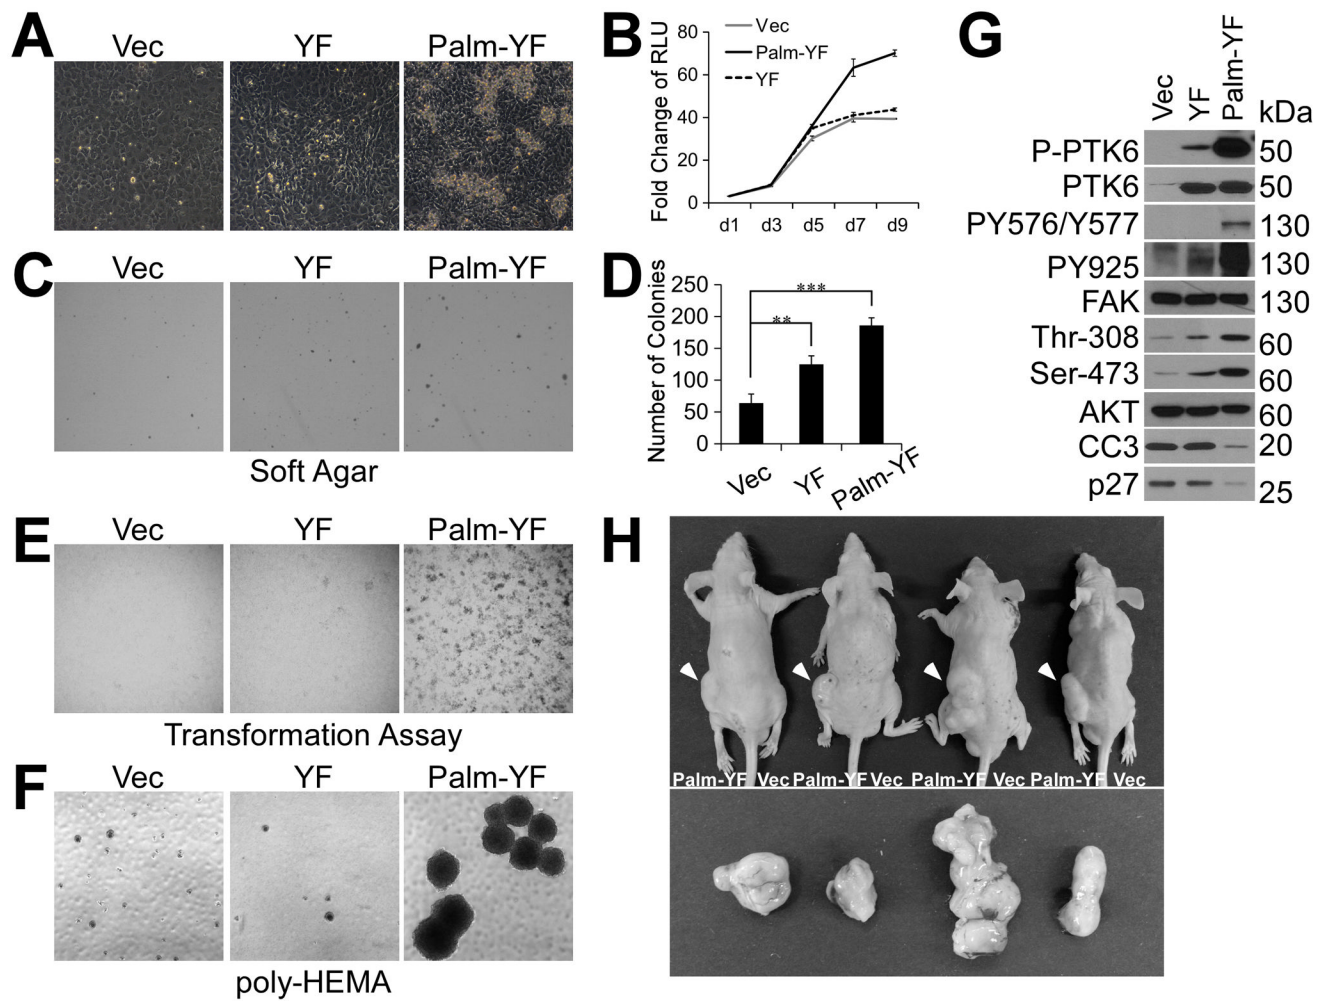 A
Vec YF Palm-YF
B
Fold Change of RLU
80
60
40
20
0
Vec
Palm-YF
YF
d1 d3 d5 d7 d9
C
Vec YF Palm-YF
Soft Agar
D
Number of Colonies
250
200
150
100
50
0
***
**
Vec YF Palm-YF
E
Vec YF Palm-YF
Transformation Assay
F
Vec YF Palm-YF
poly-HEMA
G
Vec YF Palm-YF kDa
P-PTK6 50
PTK6 50
PY576/Y577 130
PY925 130
FAK 130
Thr-308 60
Ser-473 60
AKT 60
CC3 20
p27 25
H
Palm-YF Vec Palm-YF Vec Palm-YF Vec Palm-YF Vec